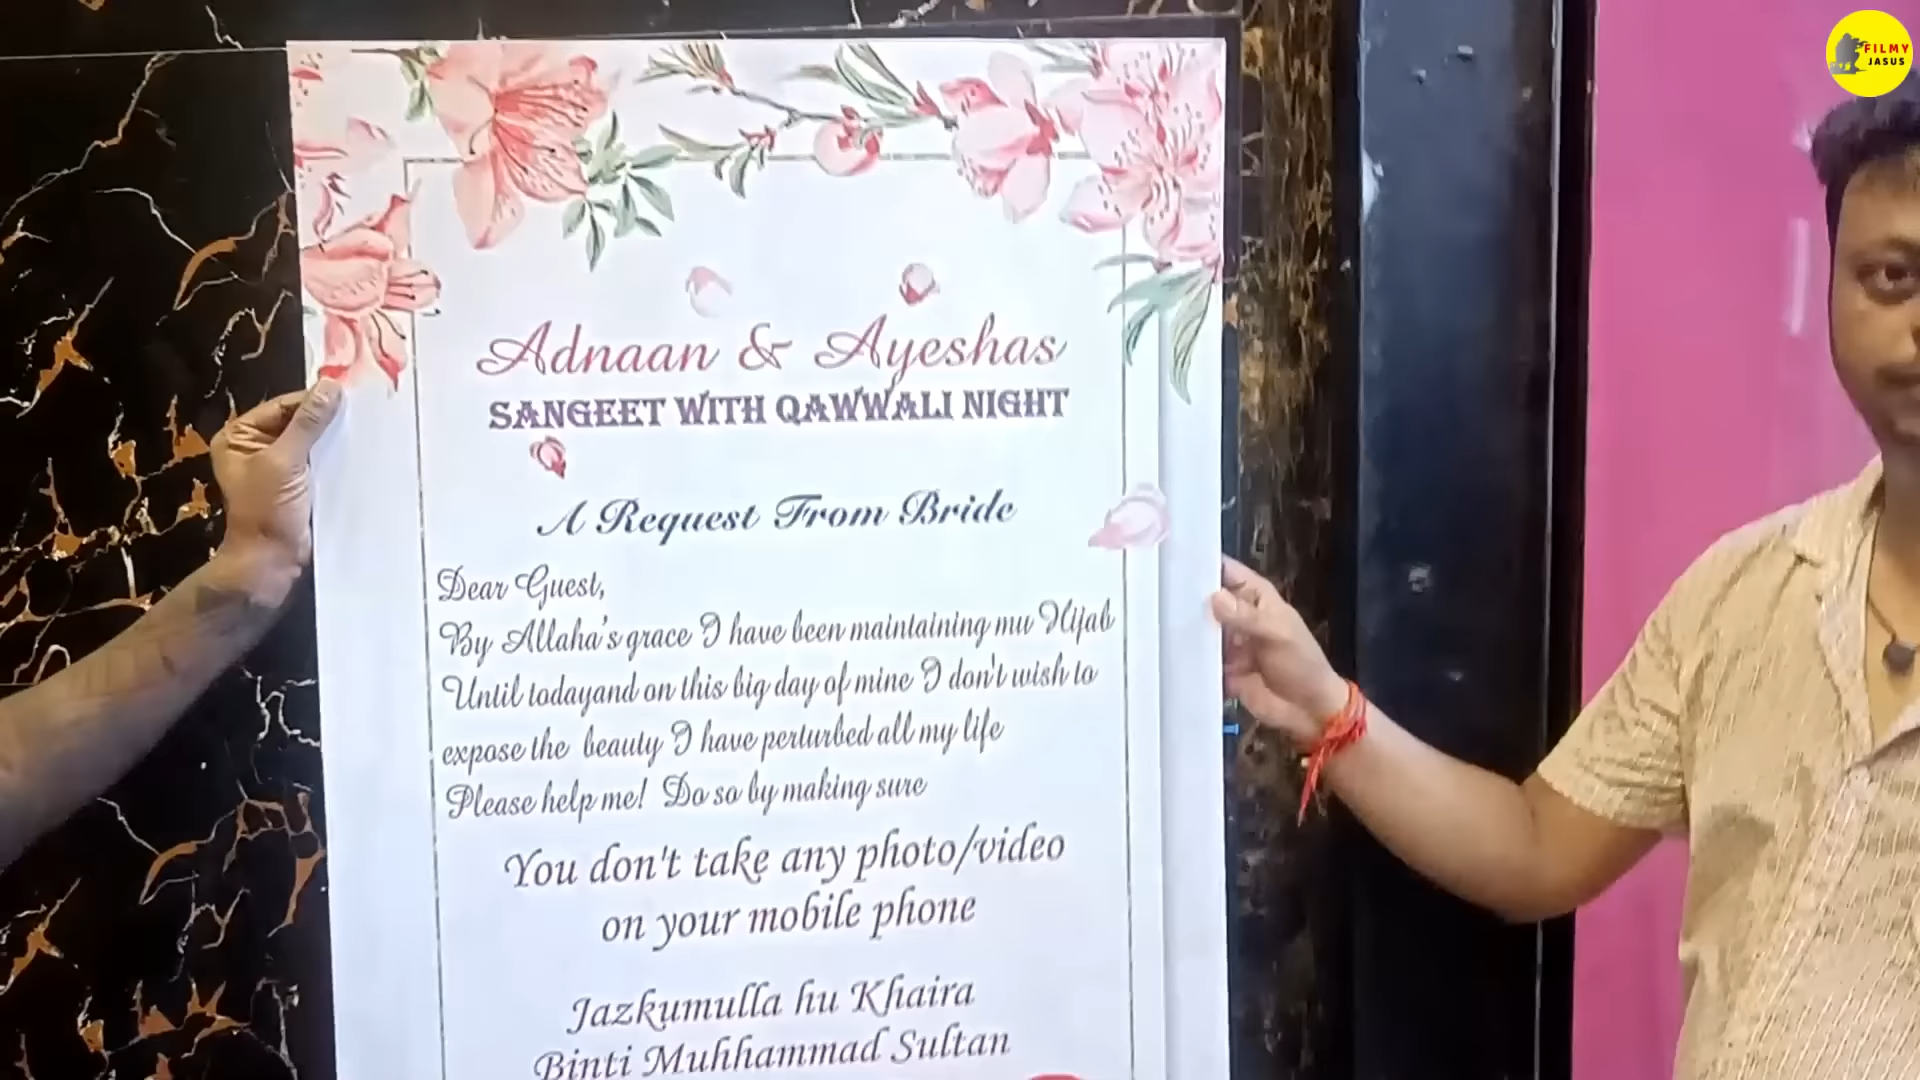 FILMY
JASUS
Adnaan & Ayeshas
SANGEET WITH QAWWALI NIGHT
A Request From Bride
Dear Guest,
By Allaha's grace I have been maintaining mu Hijab
Until todayand on this big day of mine I don't wish to
expose the beauty I have perturbed all my life
Please help me! Do so by making sure
You don't take any photo/video
on your mobile phone
Jazkumulla hu Khaira
Binti Muhhammad Sultan